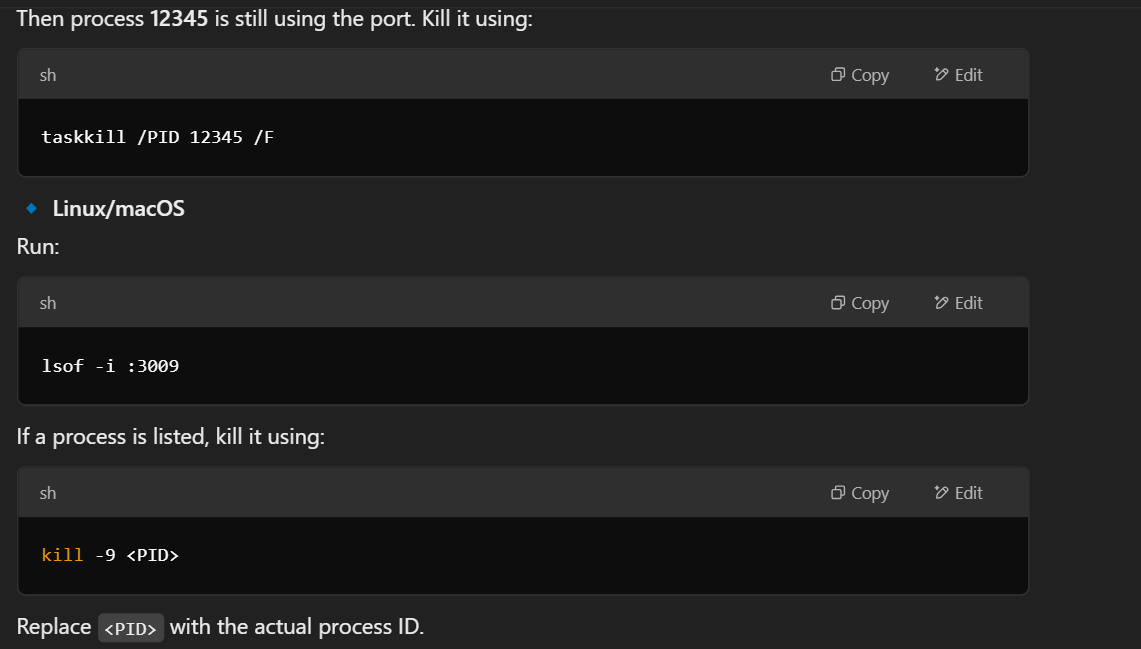 Then process 12345 is still using the port. Kill it using:
sh Copy Edit
taskkill /PID 12345 /F
Linux/macOS
Run:
sh Copy Edit
lsof -i :3009
If a process is listed, kill it using:
sh Copy Edit
kill -9 <PID>
Replace <PID> with the actual process ID.